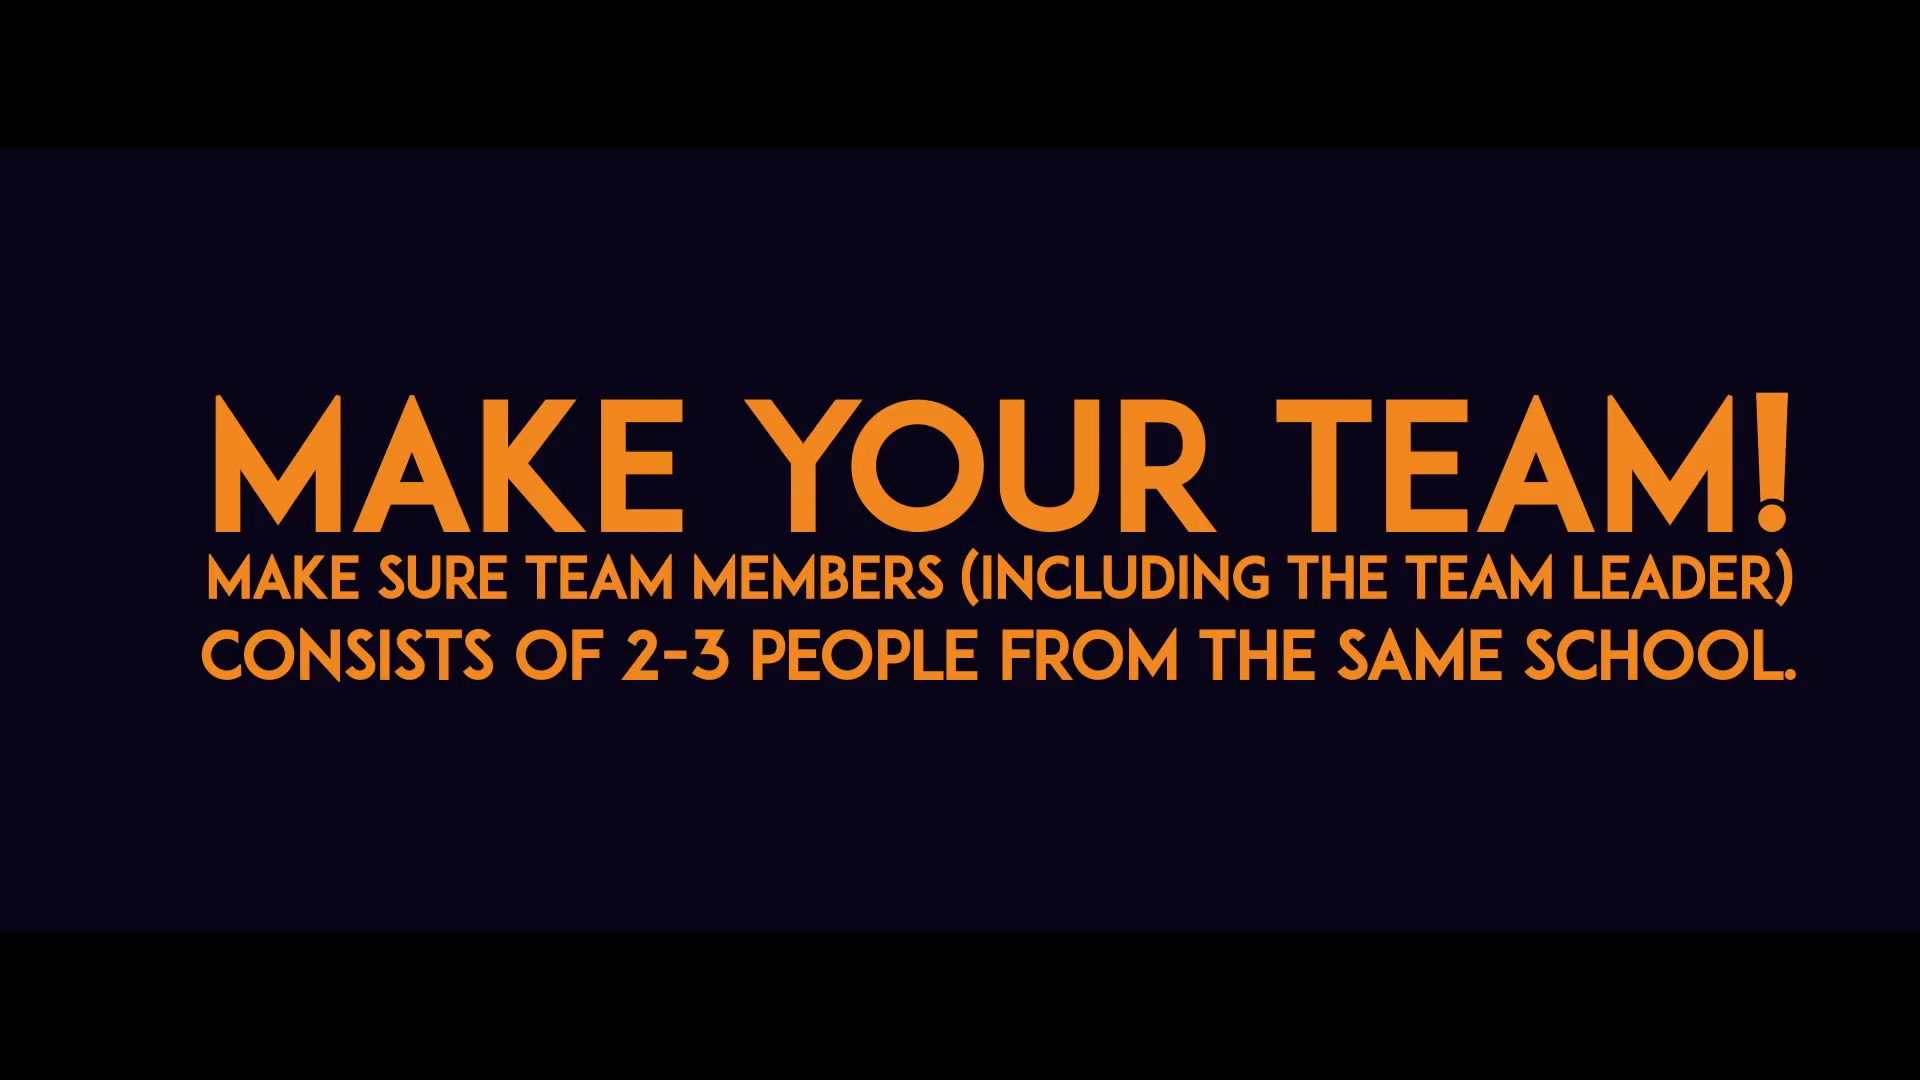 MAKE YOUR TEAM!
MAKE SURE TEAM MEMBERS (INCLUDING THE TEAM LEADER)
CONSISTS OF 2-3 PEOPLE FROM THE SAME SCHOOL.